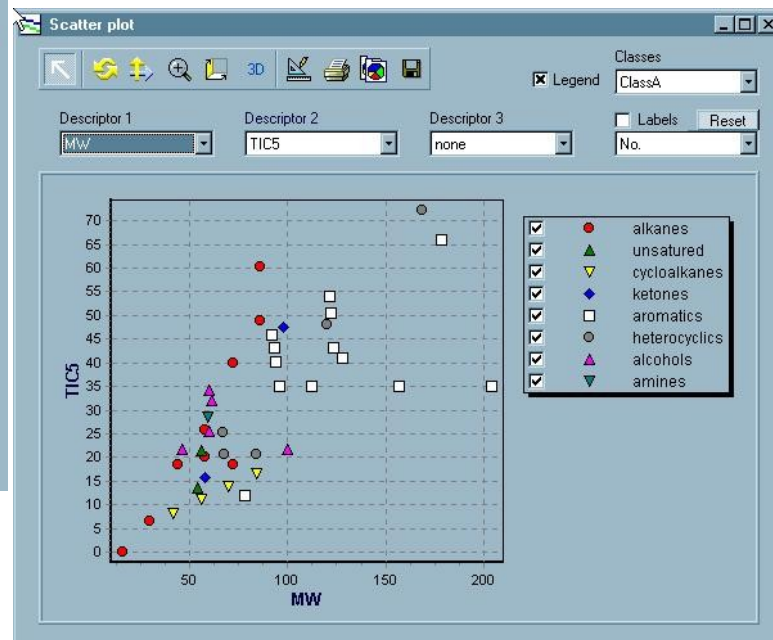 Scatter plot
3D
Legend
Classes
ClassA
Descriptor 1
Descriptor 2
Descriptor 3
Labels
Reset
MW
TIC5
none
No.
70
65
60
55
50
45
40
35
30
25
20
15
10
5
0
TIC5
50
100
150
200
MW
alkanes
unsatured
cycloalkanes
ketones
aromatics
heterocyclics
alcohols
amines